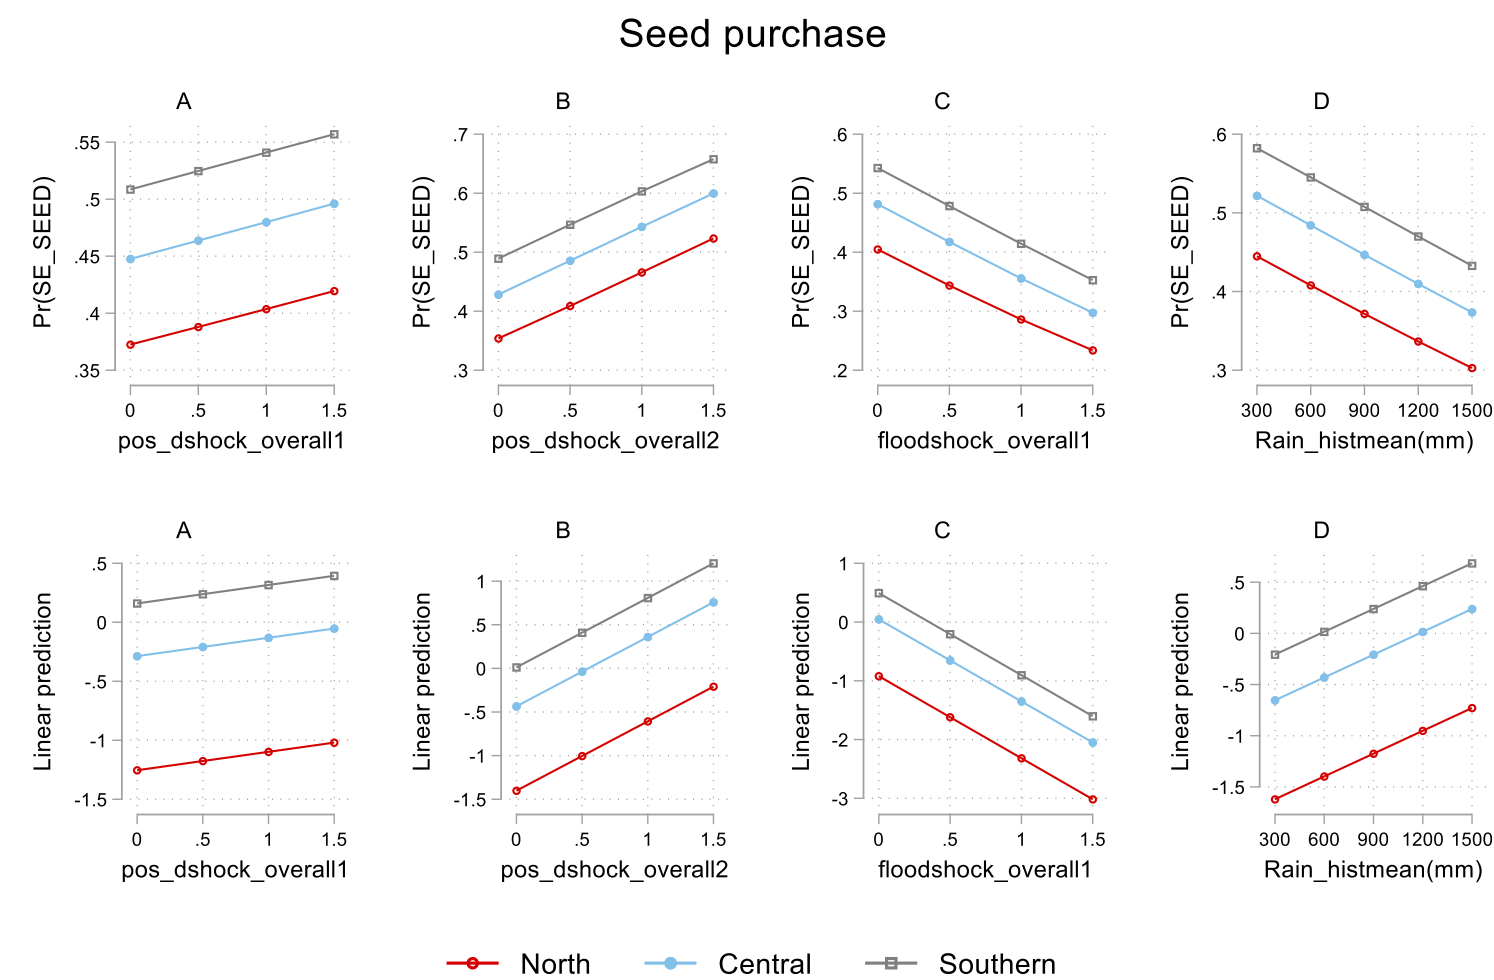 Seed purchase
A
Pr(SE_SEED)
.55
.5
.45
.4
.35
0 .5 1 1.5
pos_dshock_overall1
B
Pr(SE_SEED)
.7
.6
.5
.4
.3
0 .5 1 1.5
pos_dshock_overall2
C
Pr(SE_SEED)
.6
.5
.4
.3
.2
0 .5 1 1.5
floodshock_overall1
D
Pr(SE_SEED)
.6
.5
.4
.3
300 600 900 1200 1500
Rain_histmean(mm)
A
Linear prediction
.5
0
-.5
-1
-1.5
0 .5 1 1.5
pos_dshock_overall1
B
Linear prediction
1
.5
0
-.5
-1
-1.5
0 .5 1 1.5
pos_dshock_overall2
C
Linear prediction
1
0
-1
-2
-3
0 .5 1 1.5
floodshock_overall1
D
Linear prediction
.5
0
-.5
-1
-1.5
300 600 900 1200 1500
Rain_histmean(mm)
North Central Southern